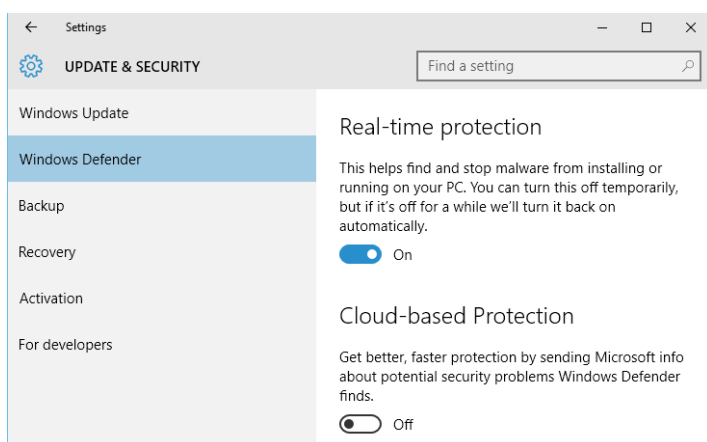 Settings
UPDATE & SECURITY
Find a setting
Windows Update
Windows Defender
Backup
Recovery
Activation
For developers
Real-time protection
This helps find and stop malware from installing or
running on your PC. You can turn this off temporarily,
but if it's off for a while we'll turn it back on
automatically.
On
Cloud-based Protection
Get better, faster protection by sending Microsoft info
about potential security problems Windows Defender
finds.
Off